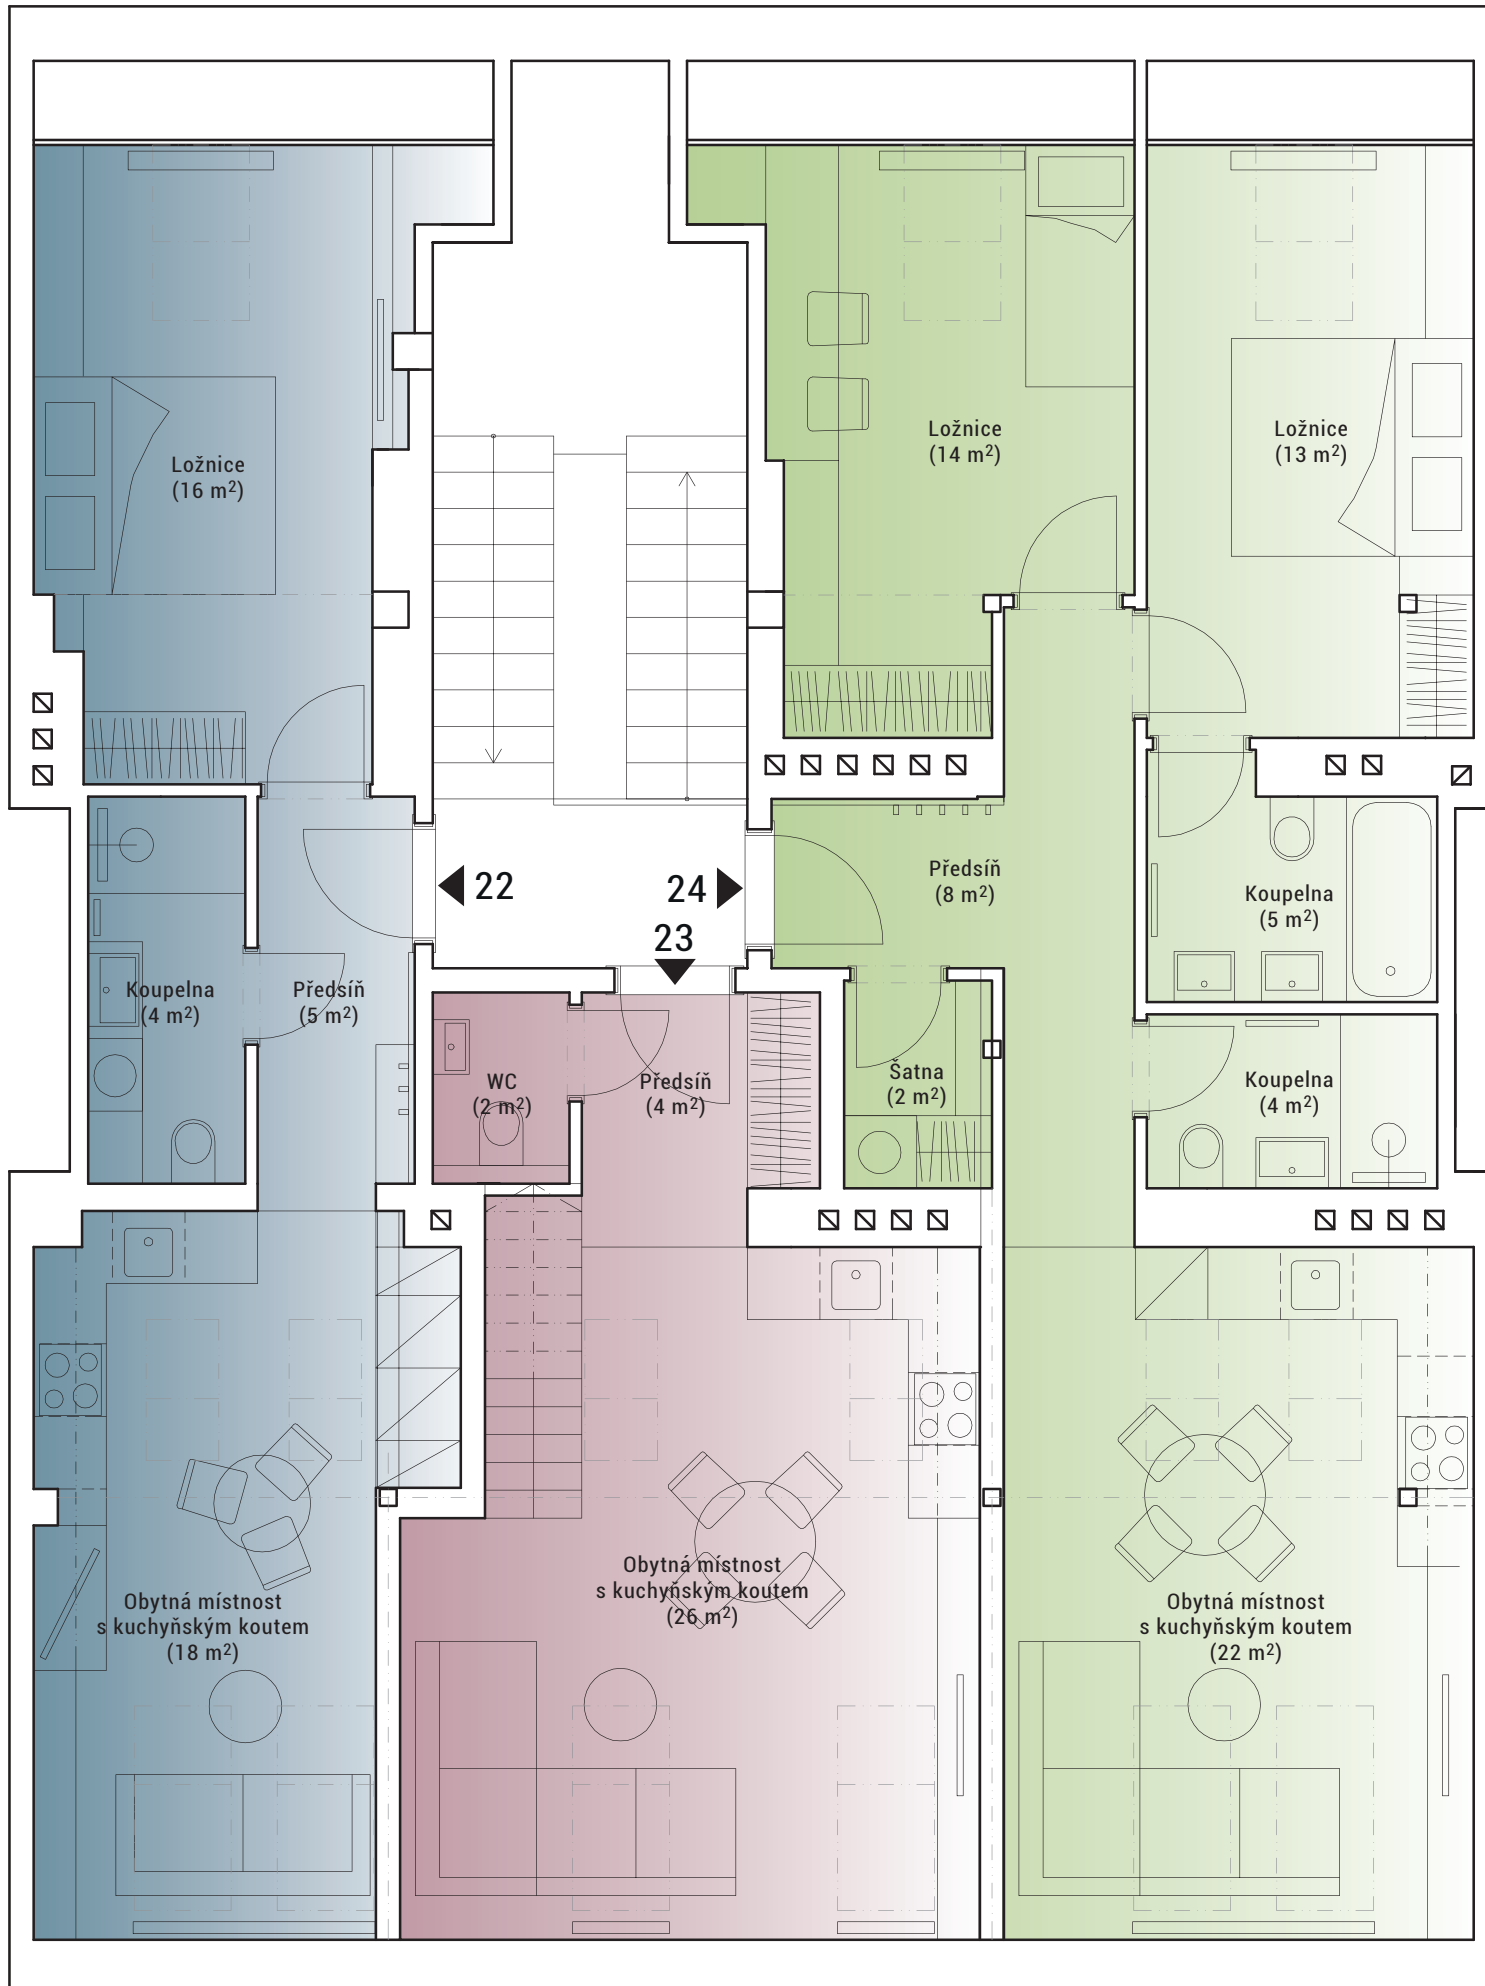 Ložnice
(16 m²)
Ložnice
(14 m²)
Ložnice
(13 m²)
22
24
23
Předsíň
(8 m²)
Koupelna
(5 m²)
Koupelna
(4 m²)
Předsíň
(5 m²)
WC
(2 m²)
Předsíň
(4 m²)
Šatna
(2 m²)
Koupelna
(4 m²)
Obytná místnost
s kuchyňským koutem
(18 m²)
Obytná místnost
s kuchyňským koutem
(26 m²)
Obytná místnost
s kuchyňským koutem
(22 m²)